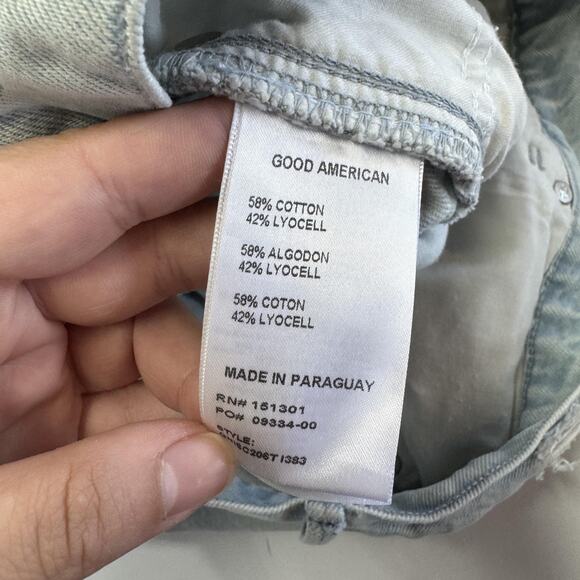 GOOD AMERICAN
58% COTTON
42% LYOCELL
58% ALGODON
42% LYOCELL
58% COTON
42% LYOCELL
MADE IN PARAGUAY
RN# 151301
PO# 09334-00
STYLE: